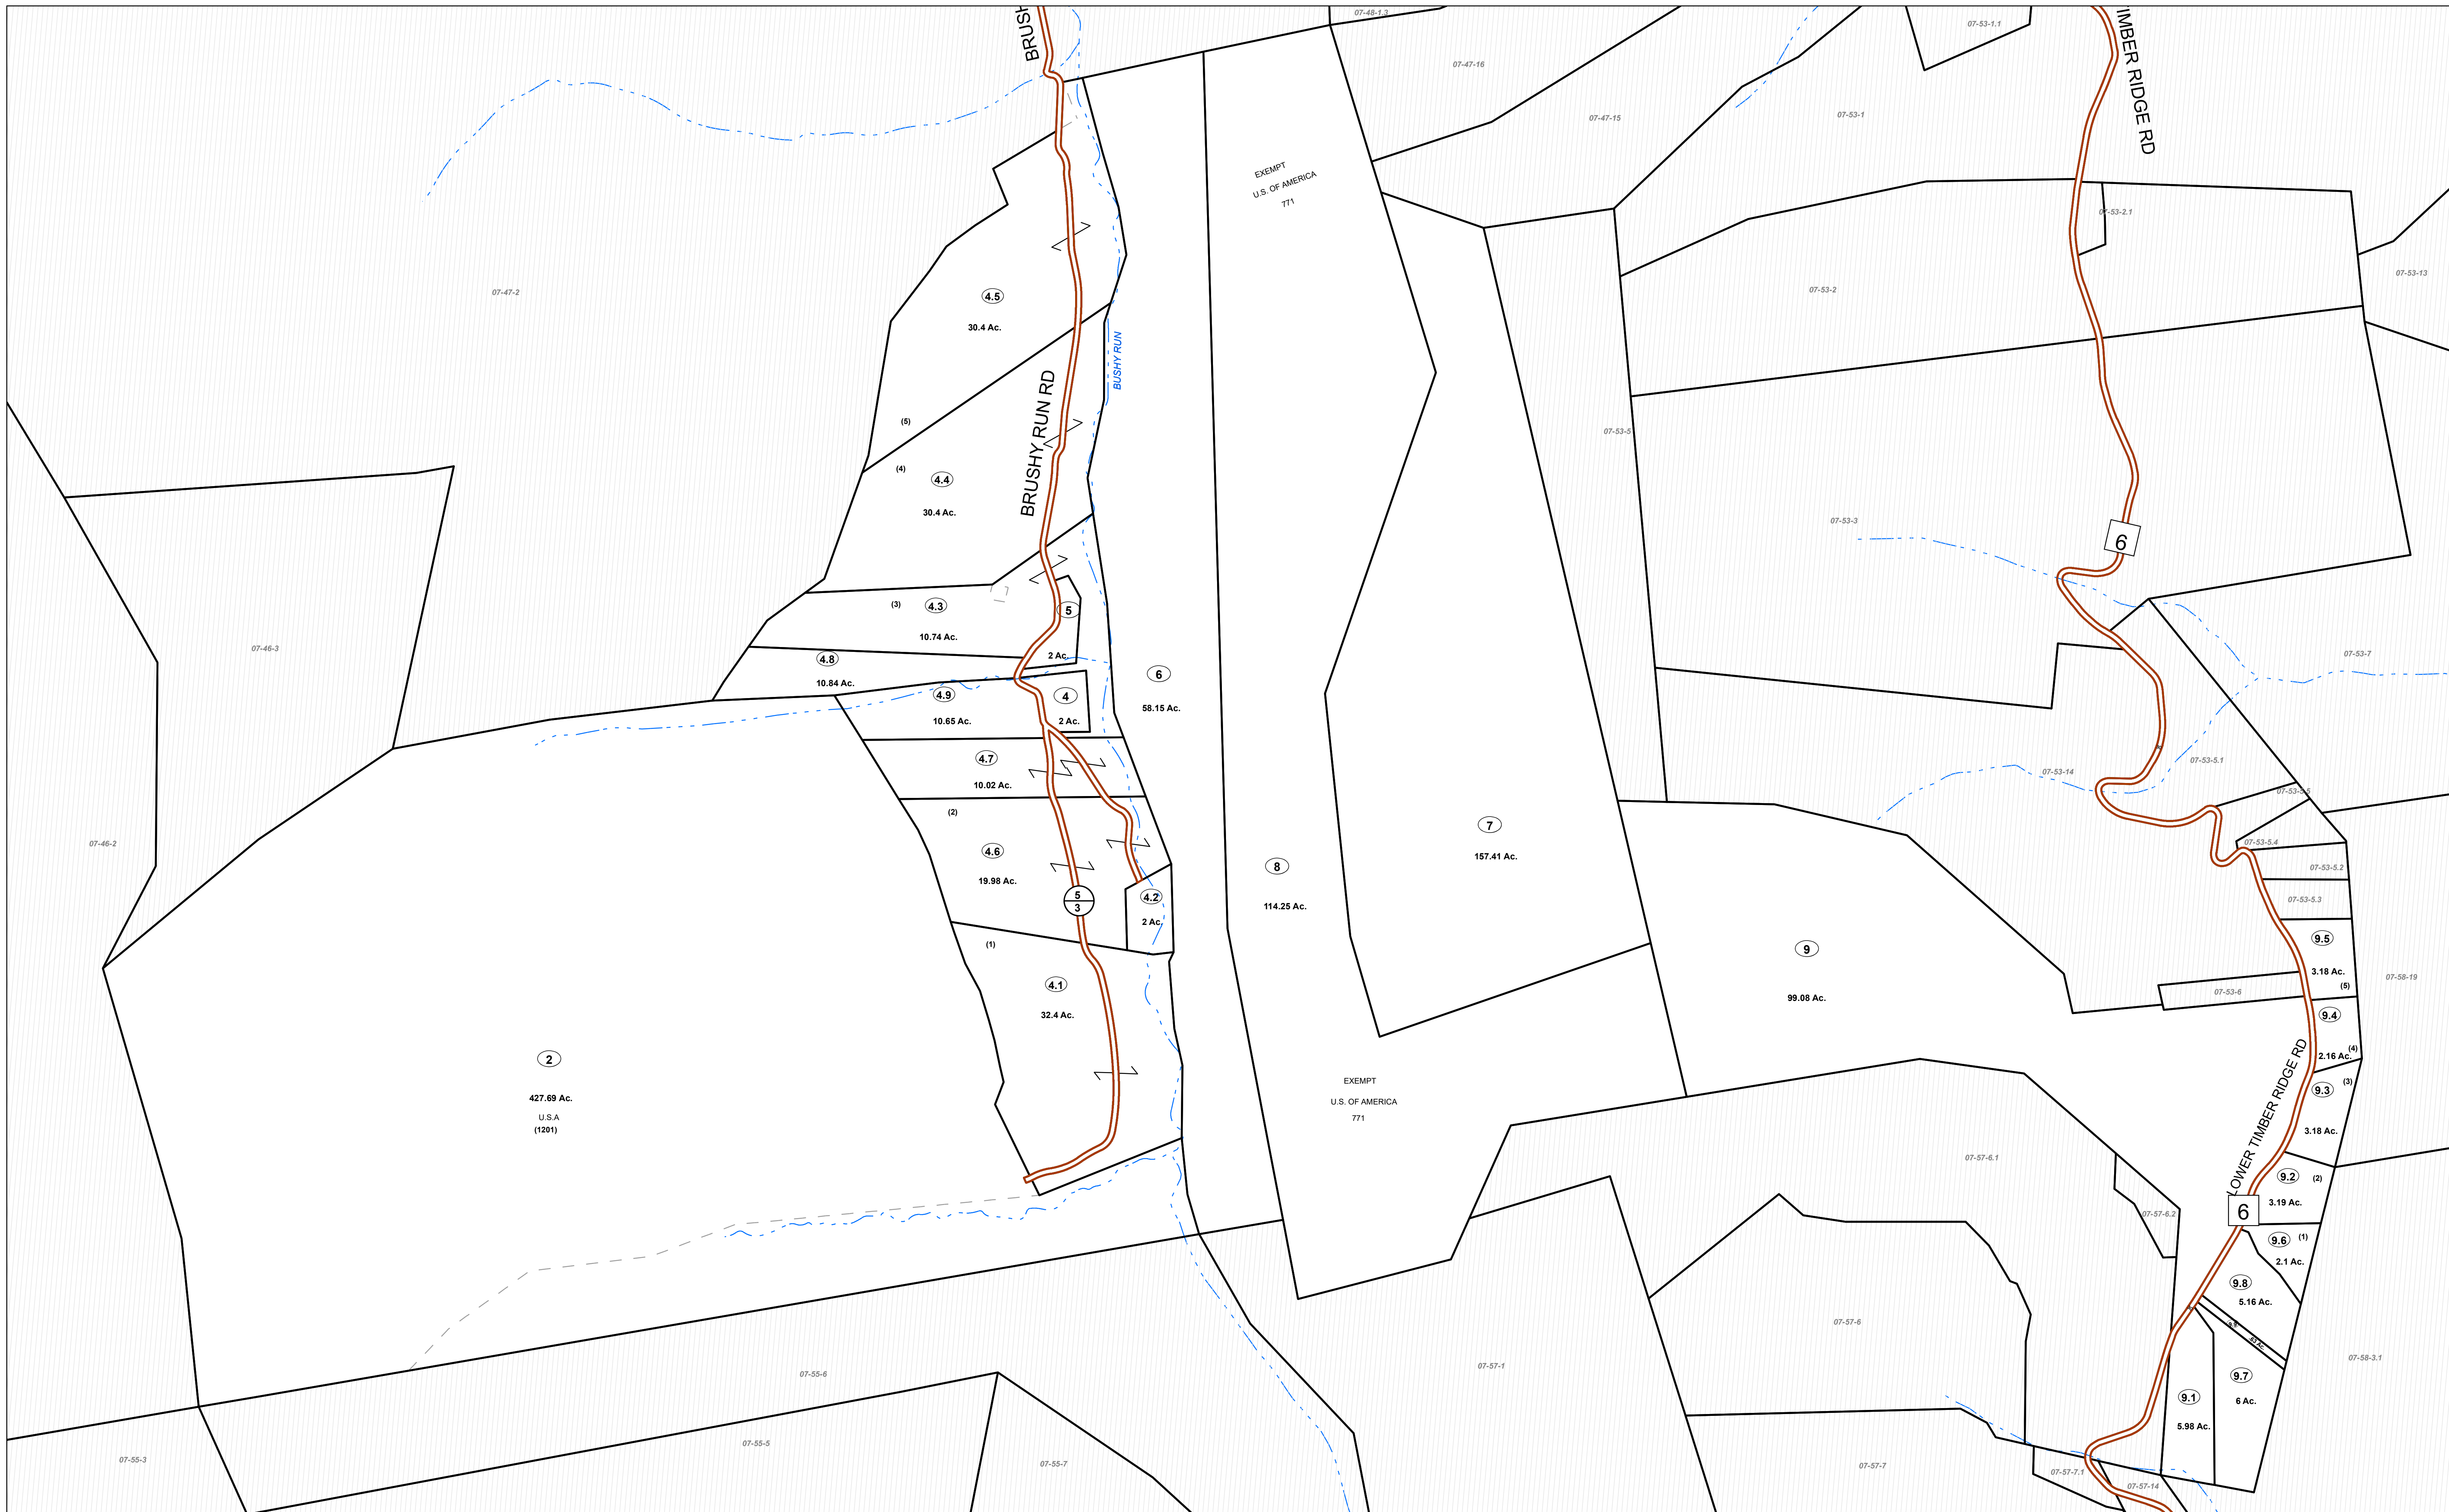 BRUSH
07-48-1.3
07-53-1.1
IMBER RIDGE RD
07-47-16
07-47-15
07-53-1
EXEMPT
U.S. OF AMERICA
771
07-53-2.1
07-47-2
4.5
30.4 Ac.
07-53-2
07-53-13
BUSHY RUN
BRUSHY RUN RD
(5)
07-53-5
(4)
4.4
30.4 Ac.
07-53-3
6
(3)
4.3
10.74 Ac.
5
2 Ac.
07-46-3
4.8
10.84 Ac.
6
58.15 Ac.
07-53-7
4.9
10.65 Ac.
4
2 Ac.
4.7
10.02 Ac.
07-53-14
07-53-5.1
07-53-5.5
(2)
4.6
19.98 Ac.
7
157.41 Ac.
07-46-2
8
114.25 Ac.
07-53-5.4
07-53-5.2
07-53-5.3
5
3
4.2
2 Ac.
(1)
4.1
32.4 Ac.
9
99.08 Ac.
9.5
3.18 Ac.
(5)
07-53-6
07-58-19
9.4
2.16 Ac.
(4)
2
427.69 Ac.
U.S.A
(1201)
EXEMPT
U.S. OF AMERICA
771
LOWER TIMBER RIDGE RD
9.3
(3)
3.18 Ac.
07-57-6.1
9.2
(2)
3.19 Ac.
6
07-57-6.2
9.6
(1)
2.1 Ac.
9.8
5.16 Ac.
07-57-6
.63 Ac.
07-55-6
07-57-1
07-58-3.1
9.7
6 Ac.
9.1
5.98 Ac.
07-55-3
07-55-5
07-55-7
07-57-7
07-57-7.1
07-57-14